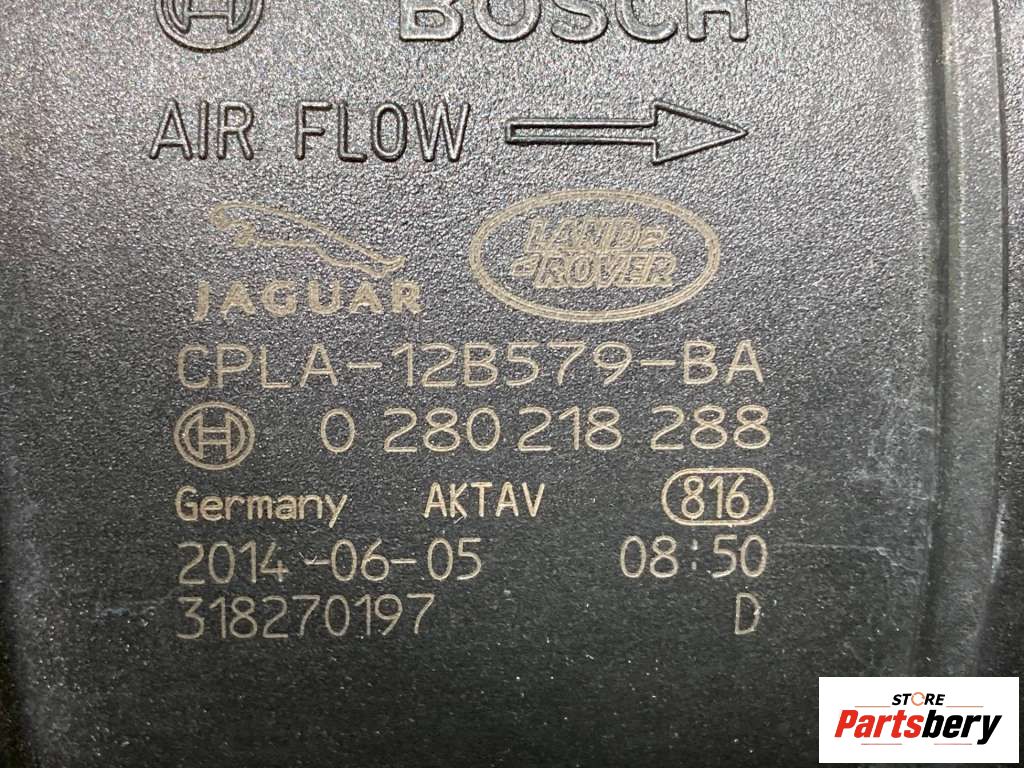 BOSCH
AIR FLOW
JAGUAR
LAND
ROVER
CPLA-12B579-BA
0 280 218 288
Germany AKTAV 816
2014-06-05 08:50
318270197 D
STORE
Partsbery